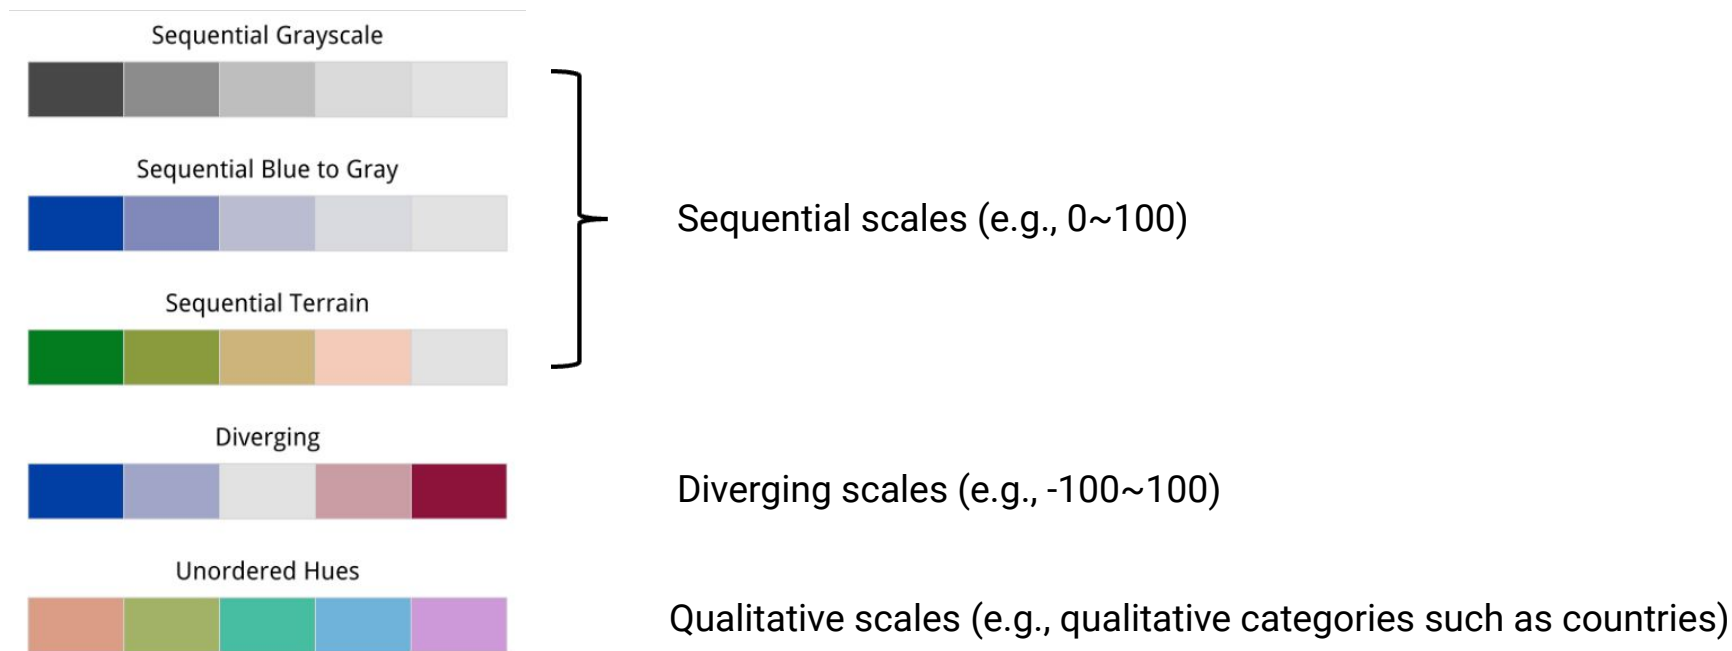 Sequential Grayscale
Sequential Blue to Gray
Sequential scales (e.g., 0~100)
Sequential Terrain
Diverging
Diverging scales (e.g., -100~100)
Unordered Hues
Qualitative scales (e.g., qualitative categories such as countries)